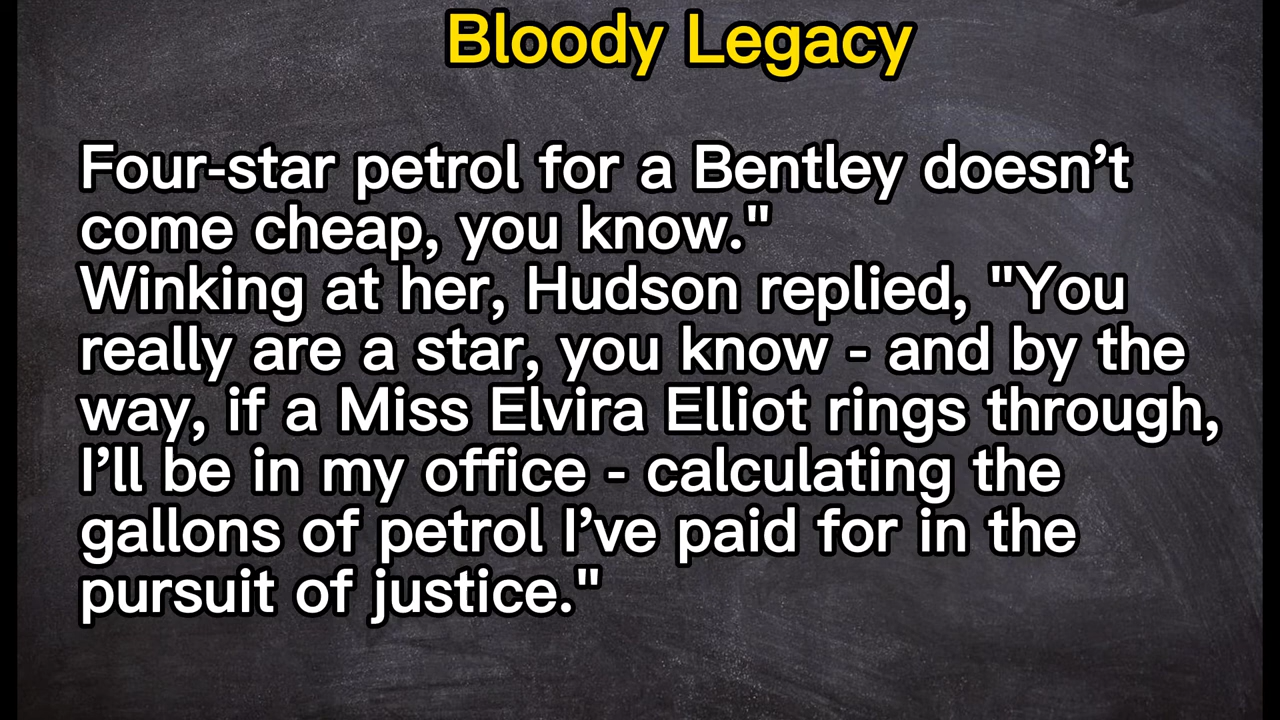 Bloody Legacy
Four-star petrol for a Bentley doesn’t
come cheap, you know."
Winking at her, Hudson replied, "You
really are a star, you know - and by the
way, if a Miss Elvira Elliot rings through,
I’ll be in my office - calculating the
gallons of petrol I’ve paid for in the
pursuit of justice."